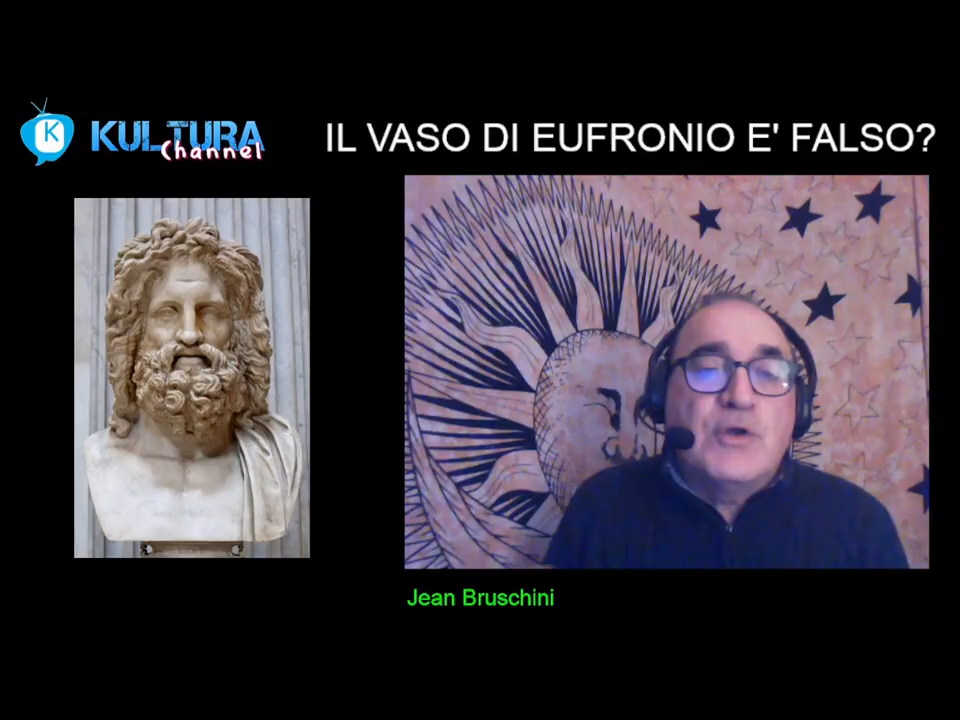 K
KULTURA
Channel
IL VASO DI EUFRONIO E' FALSO?
Jean Bruschini